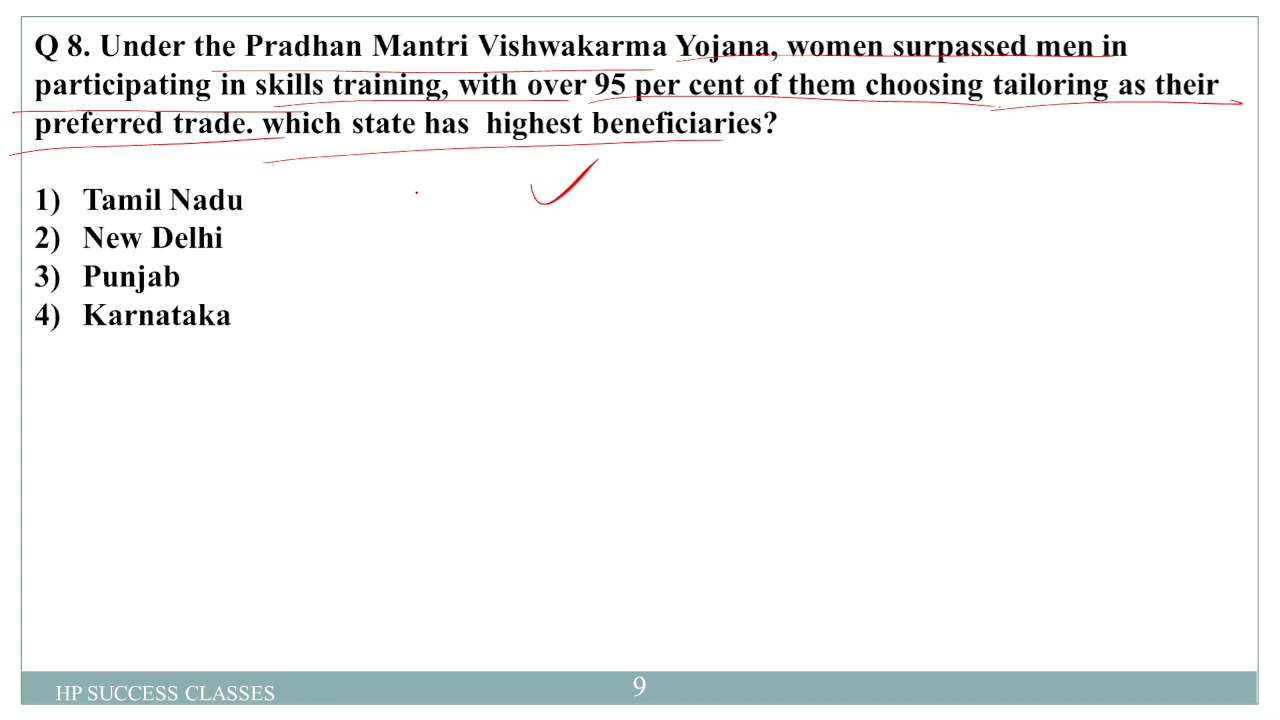 Q 8. Under the Pradhan Mantri Vishwakarma Yojana, women surpassed men in
participating in skills training, with over 95 per cent of them choosing tailoring as their
preferred trade. which state has highest beneficiaries?
1) Tamil Nadu
2) New Delhi
3) Punjab
4) Karnataka
HP SUCCESS CLASSES
9